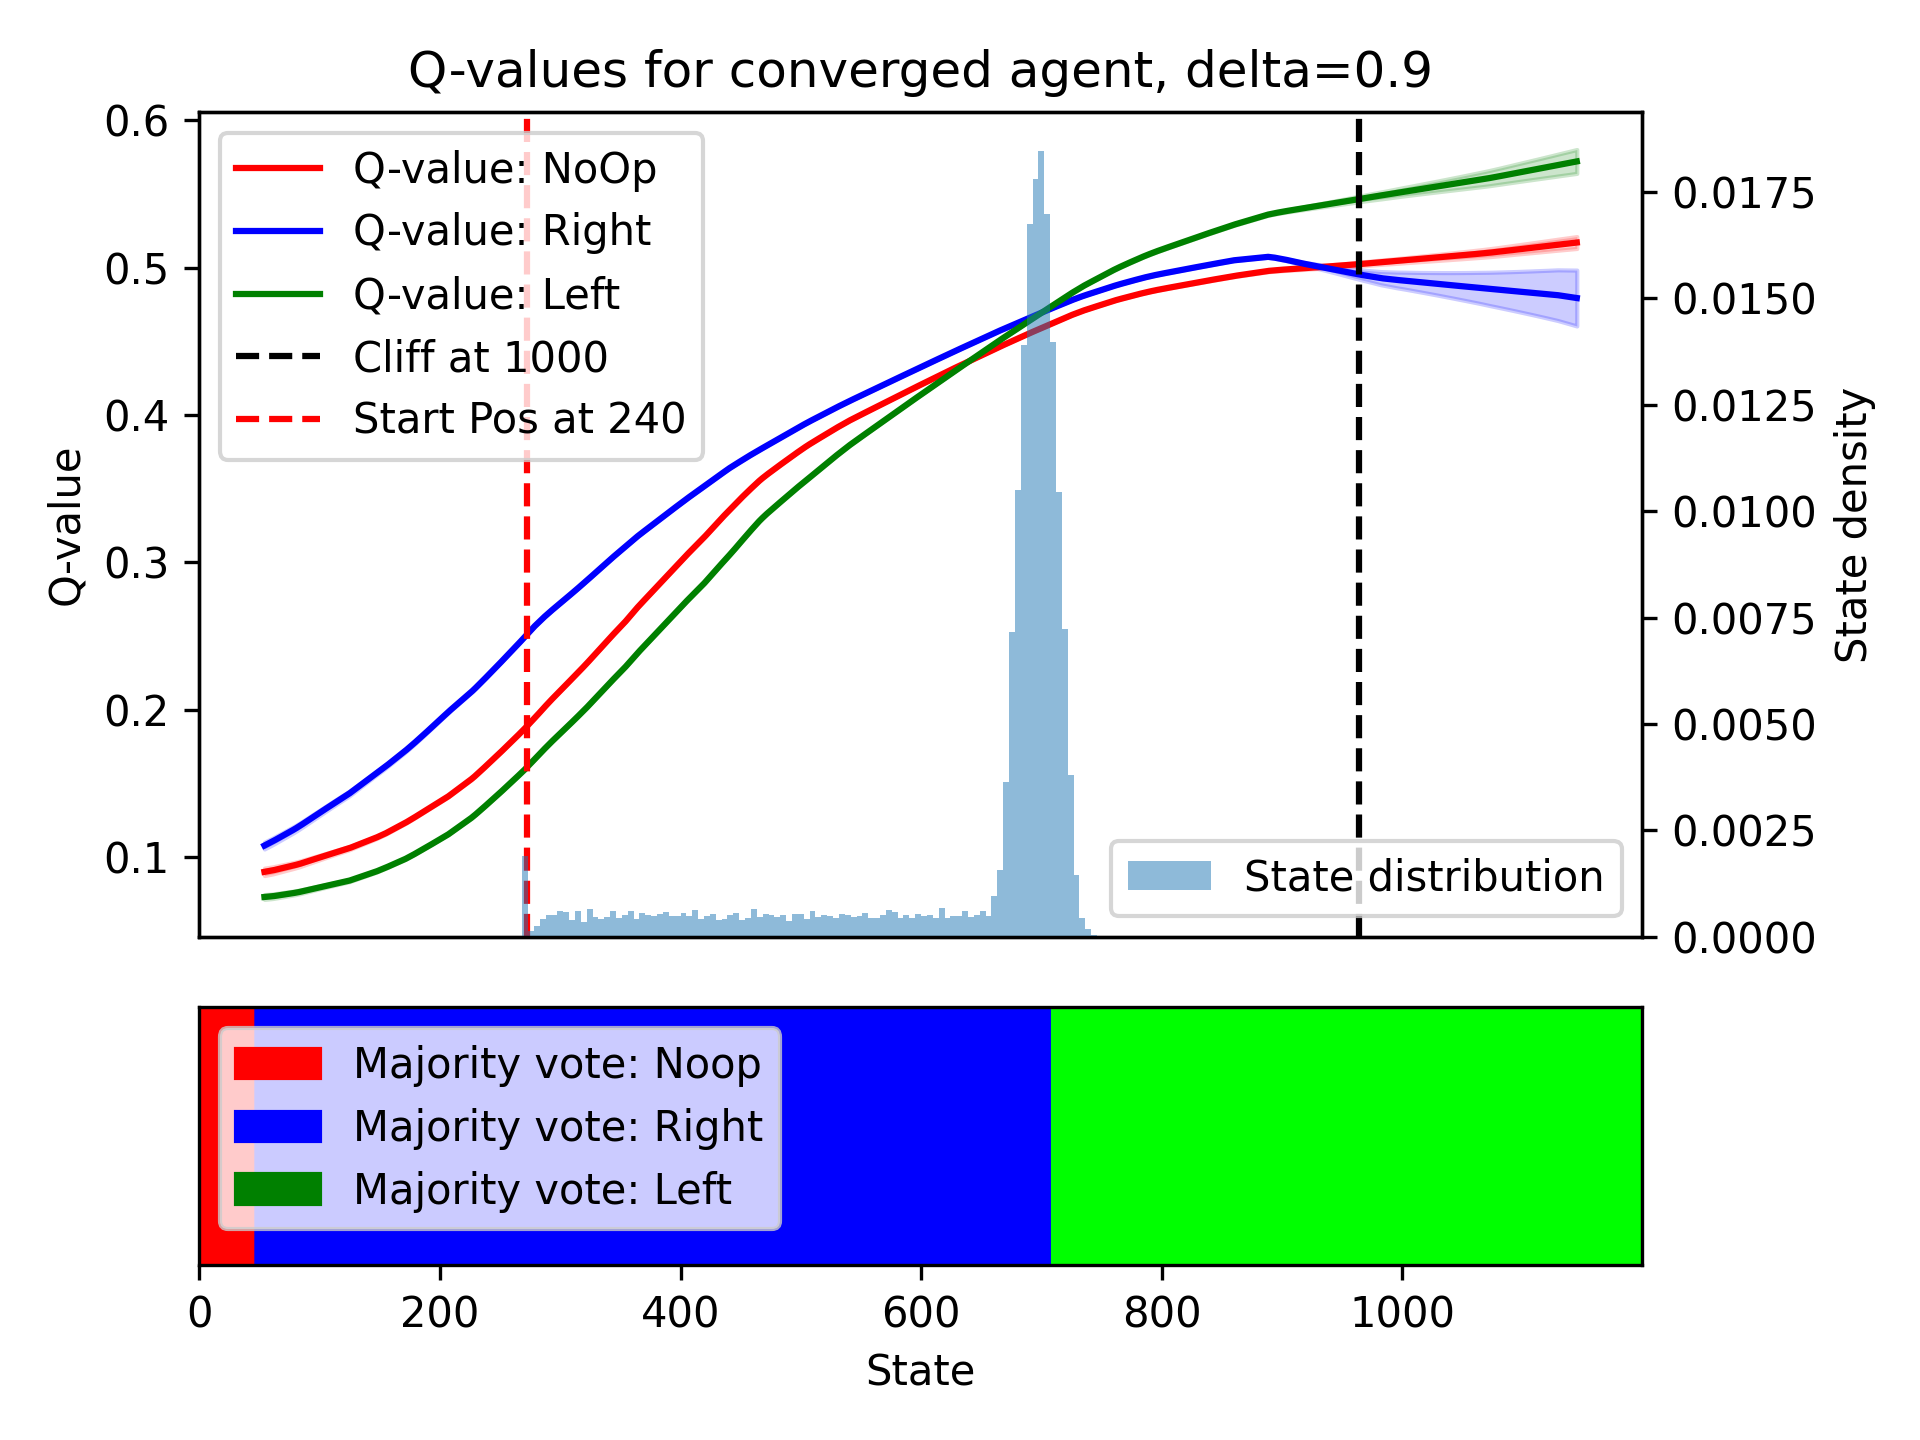 Q-values for converged agent, delta=0.9
0.6
0.5
0.4
0.3
0.2
0.1
Q-value
Q-value: NoOp
Q-value: Right
Q-value: Left
Cliff at 1000
Start Pos at 240
State distribution
0.0175
0.0150
0.0125
0.0100
0.0075
0.0050
0.0025
0.0000
State density
Majority vote: Noop
Majority vote: Right
Majority vote: Left
0 200 400 600 800 1000
State